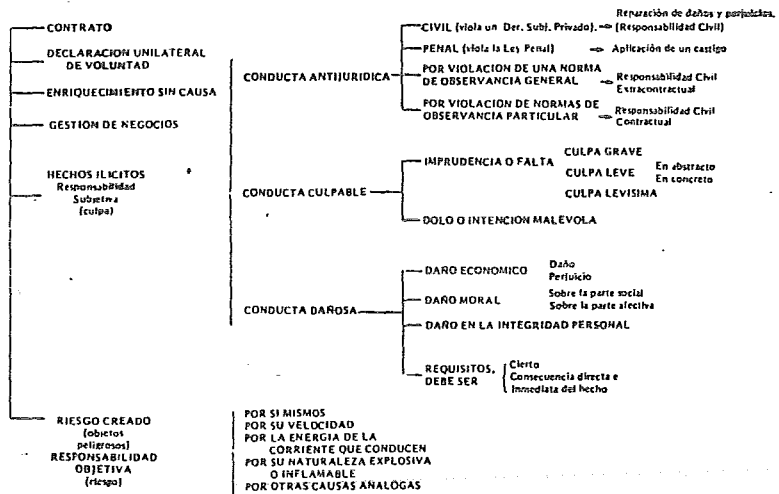 CONTRATO
DECLARACION UNILATERAL
DE VOLUNTAD
ENRIQUECIMIENTO SIN CAUSA
GESTION DE NEGOCIOS
HECHOS ILICITOS
Responsabilidad
Subjetiva
(culpa)
CONDUCTA ANTIJURIDICA
CIVIL (viola un Der. Subj. Privado).
Reparación de daños y perjuicios.
(Responsabilidad Civil)
PENAL (viola la Ley Penal)
Aplicación de un castigo
POR VIOLACION DE UNA NORMA
DE OBSERVANCIA GENERAL
Responsabilidad Civil
Extracontractual
POR VIOLACION DE NORMAS DE
OBSERVANCIA PARTICULAR
Responsabilidad Civil
Contractual
CONDUCTA CULPABLE
IMPRUDENCIA O FALTA
CULPA GRAVE
CULPA LEVE
En abstracto
En concreto
CULPA LEVISIMA
DOLO O INTENCION MALEVOLA
CONDUCTA DAÑOSA
DAÑO ECONOMICO
Daño
Perjuicio
DAÑO MORAL
Sobre la parte social
Sobre la parte afectiva
DAÑO EN LA INTEGRIDAD PERSONAL
REQUISITOS,
DEBE SER
Cierto
Consecuencia directa e
Inmediata del hecho
RIESGO CREADO
(objetos
peligrosos)
RESPONSABILIDAD
OBJETIVA
(riesgo)
POR SI MISMOS
POR SU VELOCIDAD
POR LA ENERGIA DE LA
CORRIENTE QUE CONDUCEN
POR SU NATURALEZA EXPLOSIVA
O INFLAMABLE
POR OTRAS CAUSAS ANALOGAS